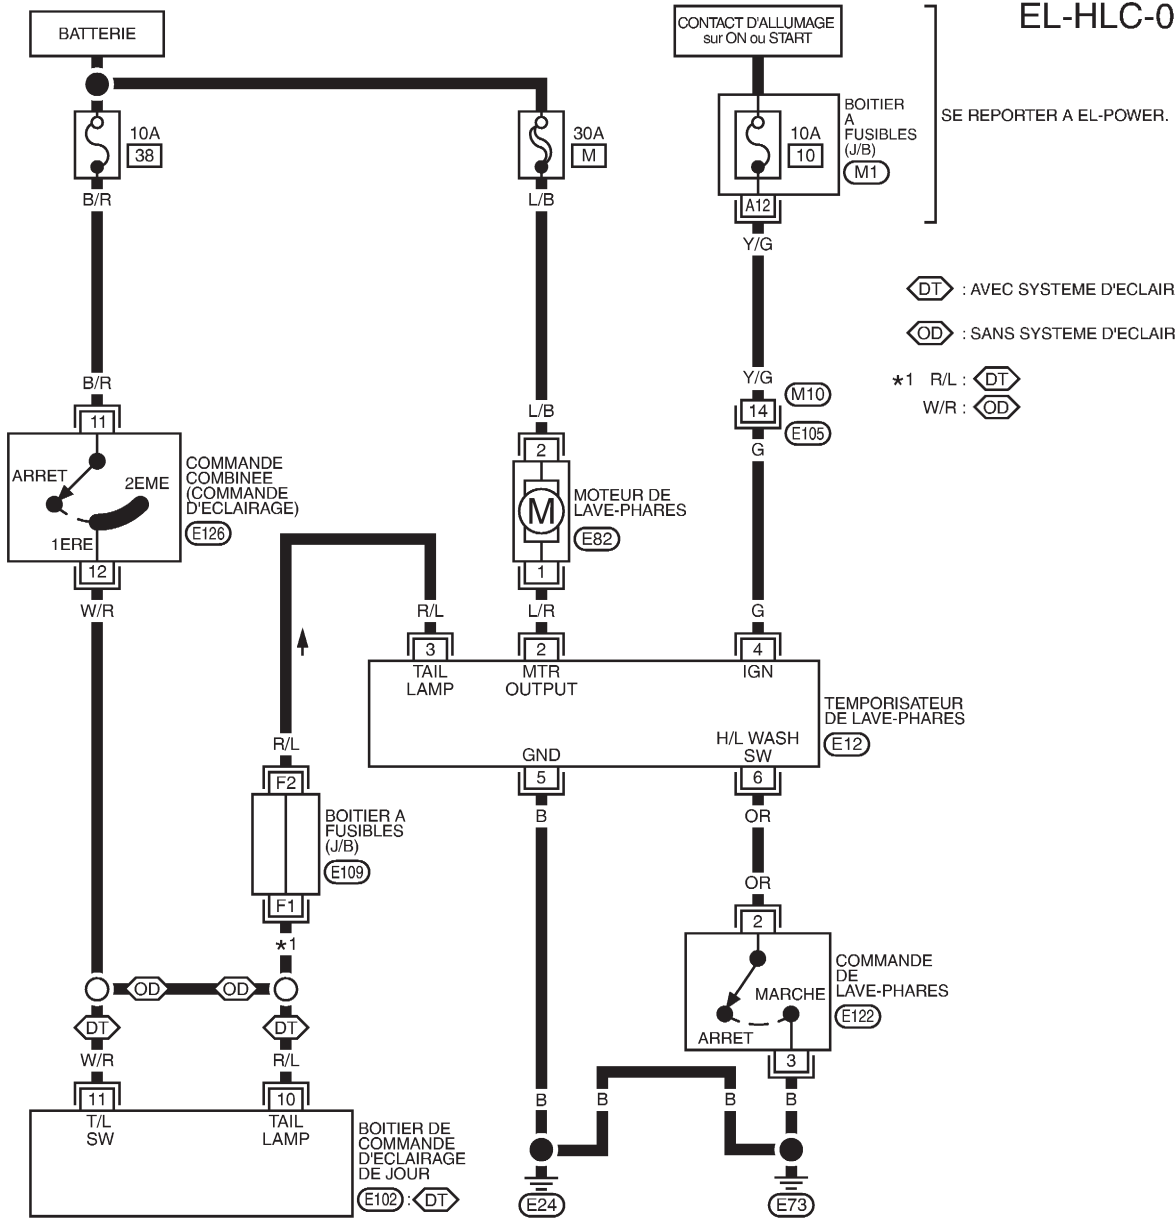 EL-HLC-0
BATTERIE
CONTACT D'ALLUMAGE
sur ON ou START
SE REPORTER A EL-POWER.
10A
38
30A
M
10A
10
BOITIER
A
FUSIBLES
(J/B)
M1
A12
B/R
L/B
Y/G
DT : AVEC SYSTEME D'ECLAIR
OD : SANS SYSTEME D'ECLAIR
*1 R/L : DT
W/R : OD
B/R
L/B
Y/G
M10
14
E105
G
11
ARRET
2EME
1ERE
12
COMMANDE
COMBINEE
(COMMANDE
D'ECLAIRAGE)
E126
W/R
2
M
1
MOTEUR DE
LAVE-PHARES
E82
R/L
L/R
G
3
2
4
TAIL
LAMP
MTR
OUTPUT
IGN
GND
H/L WASH
SW
TEMPORISATEUR
DE LAVE-PHARES
E12
5
6
B
OR
R/L
F2
BOITIER A
FUSIBLES
(J/B)
E109
F1
*1
OR
2
MARCHE
ARRET
3
COMMANDE
DE
LAVE-PHARES
E122
OD
OD
DT
DT
W/R
R/L
11
10
T/L
SW
TAIL
LAMP
BOITIER DE
COMMANDE
D'ECLAIRAGE
DE JOUR
E102 : DT
B
B
B
B
E24
E73